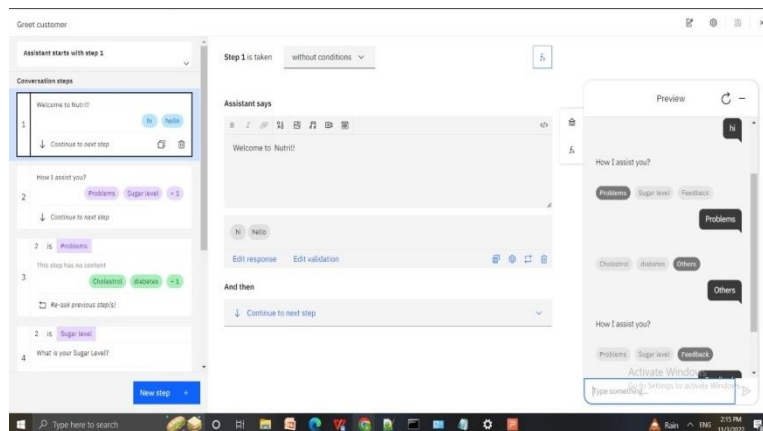 Greet customer
Assistant starts with step 1
Conversation steps
1
Welcome to Nutri!!
hi hello
Continue to next step
2
How I assist you?
Problems Sugar level + 1
Continue to next step
3
2 is Problems
This step has no content
Cholestrol diabetes + 1
Re-ask previous step(s)
4
2 is Sugar level
What is your Sugar Level?
New step +
Step 1 is taken without conditions
fx
Assistant says
B I </>
Welcome to Nutri!!
hi hello
Edit response Edit validation
And then
Continue to next step
fx
Preview
hi
How I assist you?
Problems Sugar level Feedback
Problems
Cholestrol diabetes Others
Others
How I assist you?
Problems Sugar level Feedback
Activate Windows
Go to Settings to activate Windows.
Type something...
Type here to search
Rain ENG 2:15 PM
11/3/2022